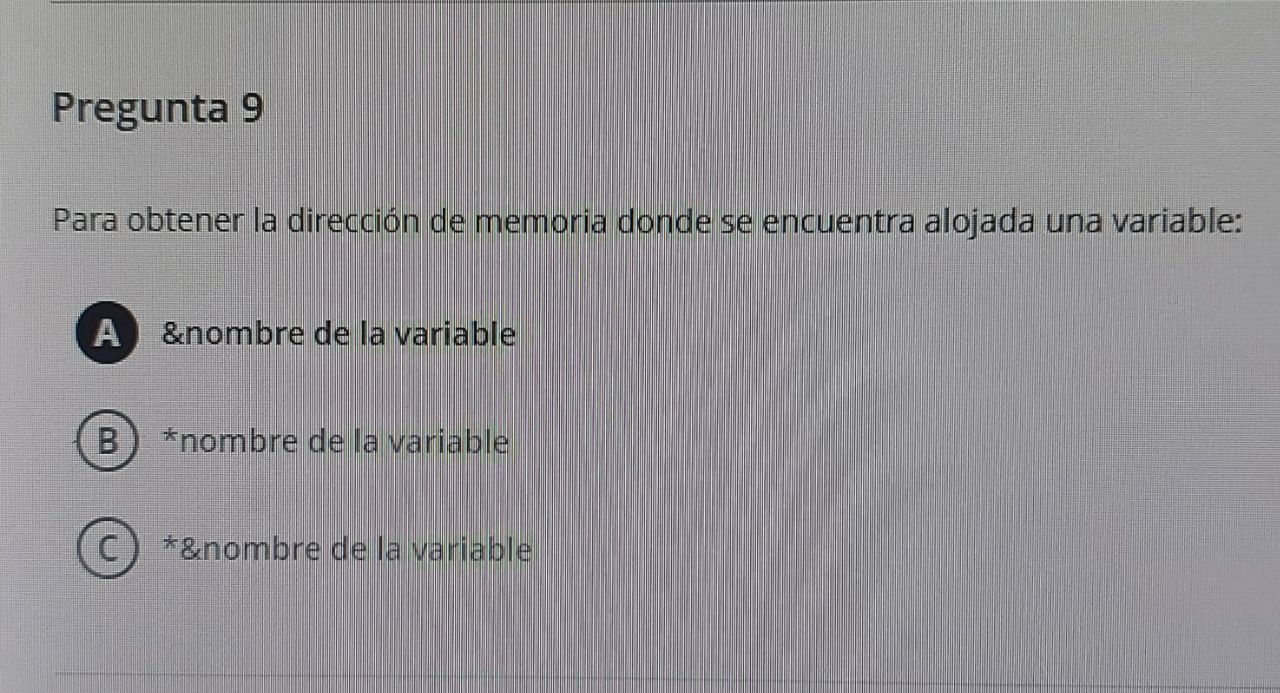 Pregunta 9
Para obtener la dirección de memoria donde se encuentra alojada una variable:
A &nombre de la variable
B *nombre de la variable
C *&nombre de la variable